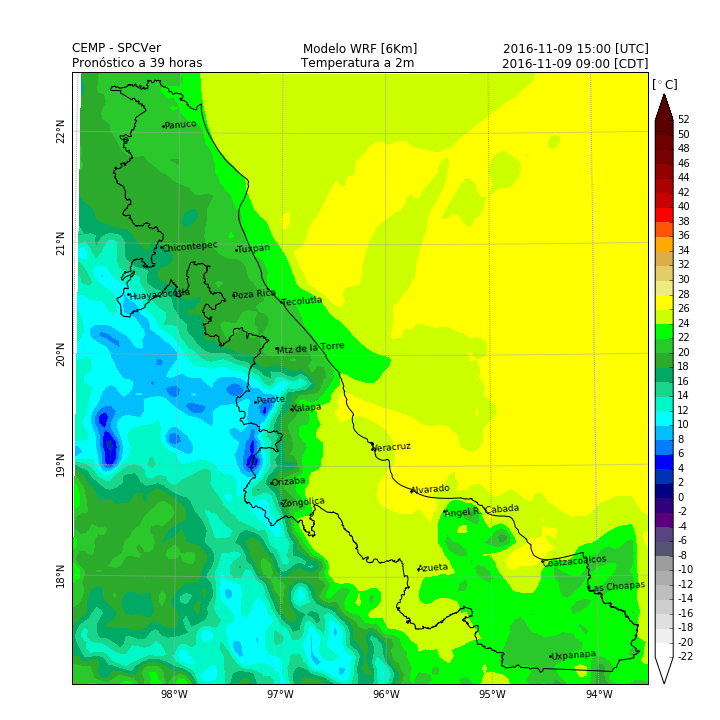 CEMP - SPCVer Modelo WRF [6Km] 2016-11-09 15:00 [UTC]
Pronóstico a 39 horas Temperatura a 2m 2016-11-09 09:00 [CDT]
[°C]
52
50
48
46
44
42
40
38
36
34
32
30
28
26
24
22
20
18
16
14
12
10
8
6
4
2
0
-2
-4
-6
-8
-10
-12
-14
-16
-18
-20
-22
22°N
21°N
20°N
19°N
18°N
Panuco
Chicontepec
Tuxpan
Huayacocotla
Poza Rica
Tecolutla
Mtz de la Torre
Perote
Xalapa
Veracruz
Orizaba
Alvarado
Zongolica
Angel R. Cabada
Azueta
Coatzacoalcos
Las Choapas
Uxpanapa
98°W 97°W 96°W 95°W 94°W